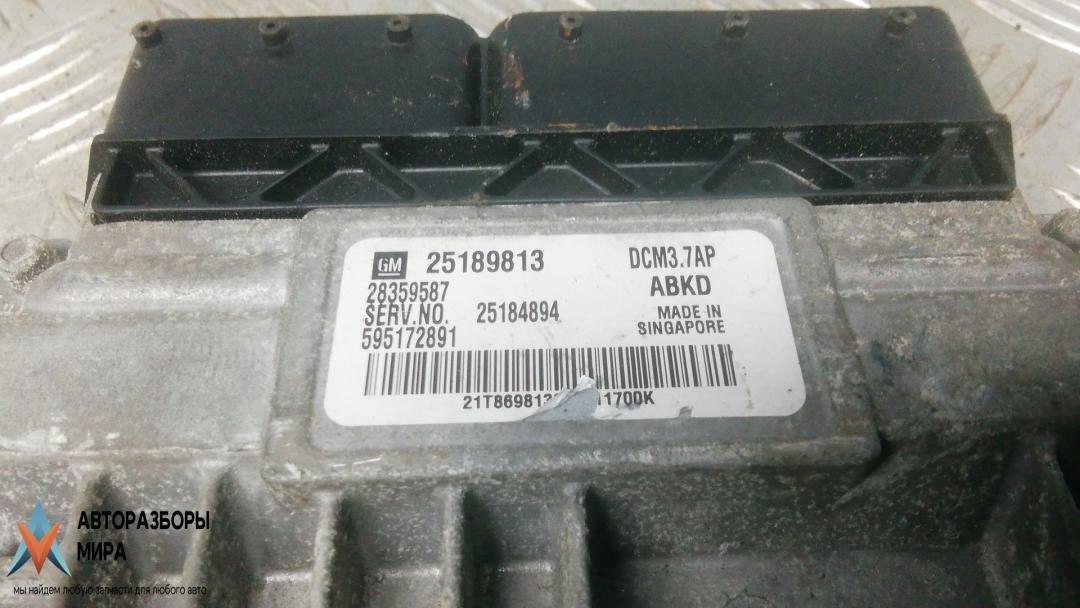 GM 25189813 DCM3.7AP
28359587 ABKD
SERV.NO. 25184894 MADE IN
595172891 SINGAPORE
АВТОРАЗБОРЫ
МИРА
мы найдем любую запчасти для любого авто